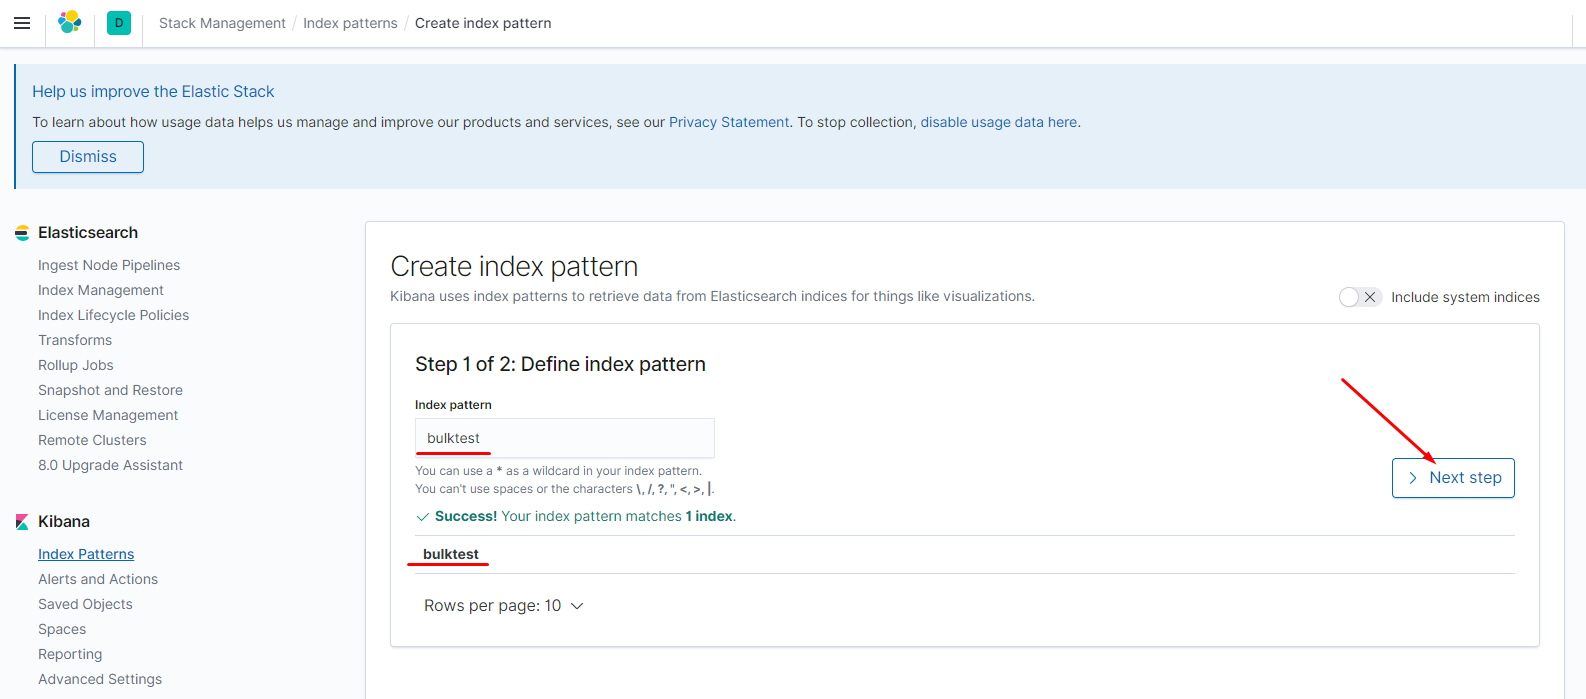 D Stack Management / Index patterns / Create index pattern
Help us improve the Elastic Stack
To learn about how usage data helps us manage and improve our products and services, see our Privacy Statement. To stop collection, disable usage data here.
Dismiss
Elasticsearch
Ingest Node Pipelines
Index Management
Index Lifecycle Policies
Transforms
Rollup Jobs
Snapshot and Restore
License Management
Remote Clusters
8.0 Upgrade Assistant
Kibana
Index Patterns
Alerts and Actions
Saved Objects
Spaces
Reporting
Advanced Settings
Create index pattern
Kibana uses index patterns to retrieve data from Elasticsearch indices for things like visualizations.
Include system indices
Step 1 of 2: Define index pattern
Index pattern
bulktest
You can use a * as a wildcard in your index pattern.
You can't use spaces or the characters \, /, ?, ", <, >, |.
Next step
Success! Your index pattern matches 1 index.
bulktest
Rows per page: 10